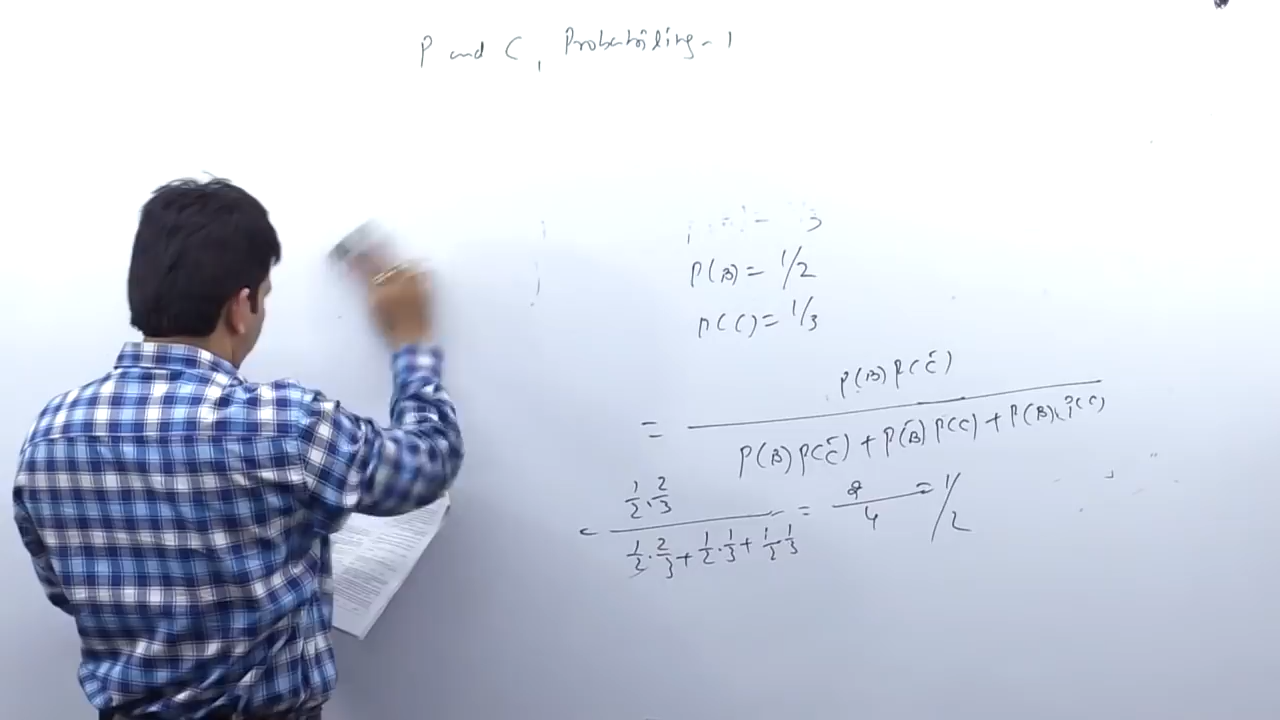 P and C, Probability - 1
P(B) = 1/2
P(C) = 1/3
= P(B) P(C̄) / P(B) P(C̄) + P(B̄) P(C) + P(B) P(C)
= 1/2 . 2/3 / 1/2 . 2/3 + 1/2 . 1/3 + 1/2 . 1/3 = 2/4 = 1/2